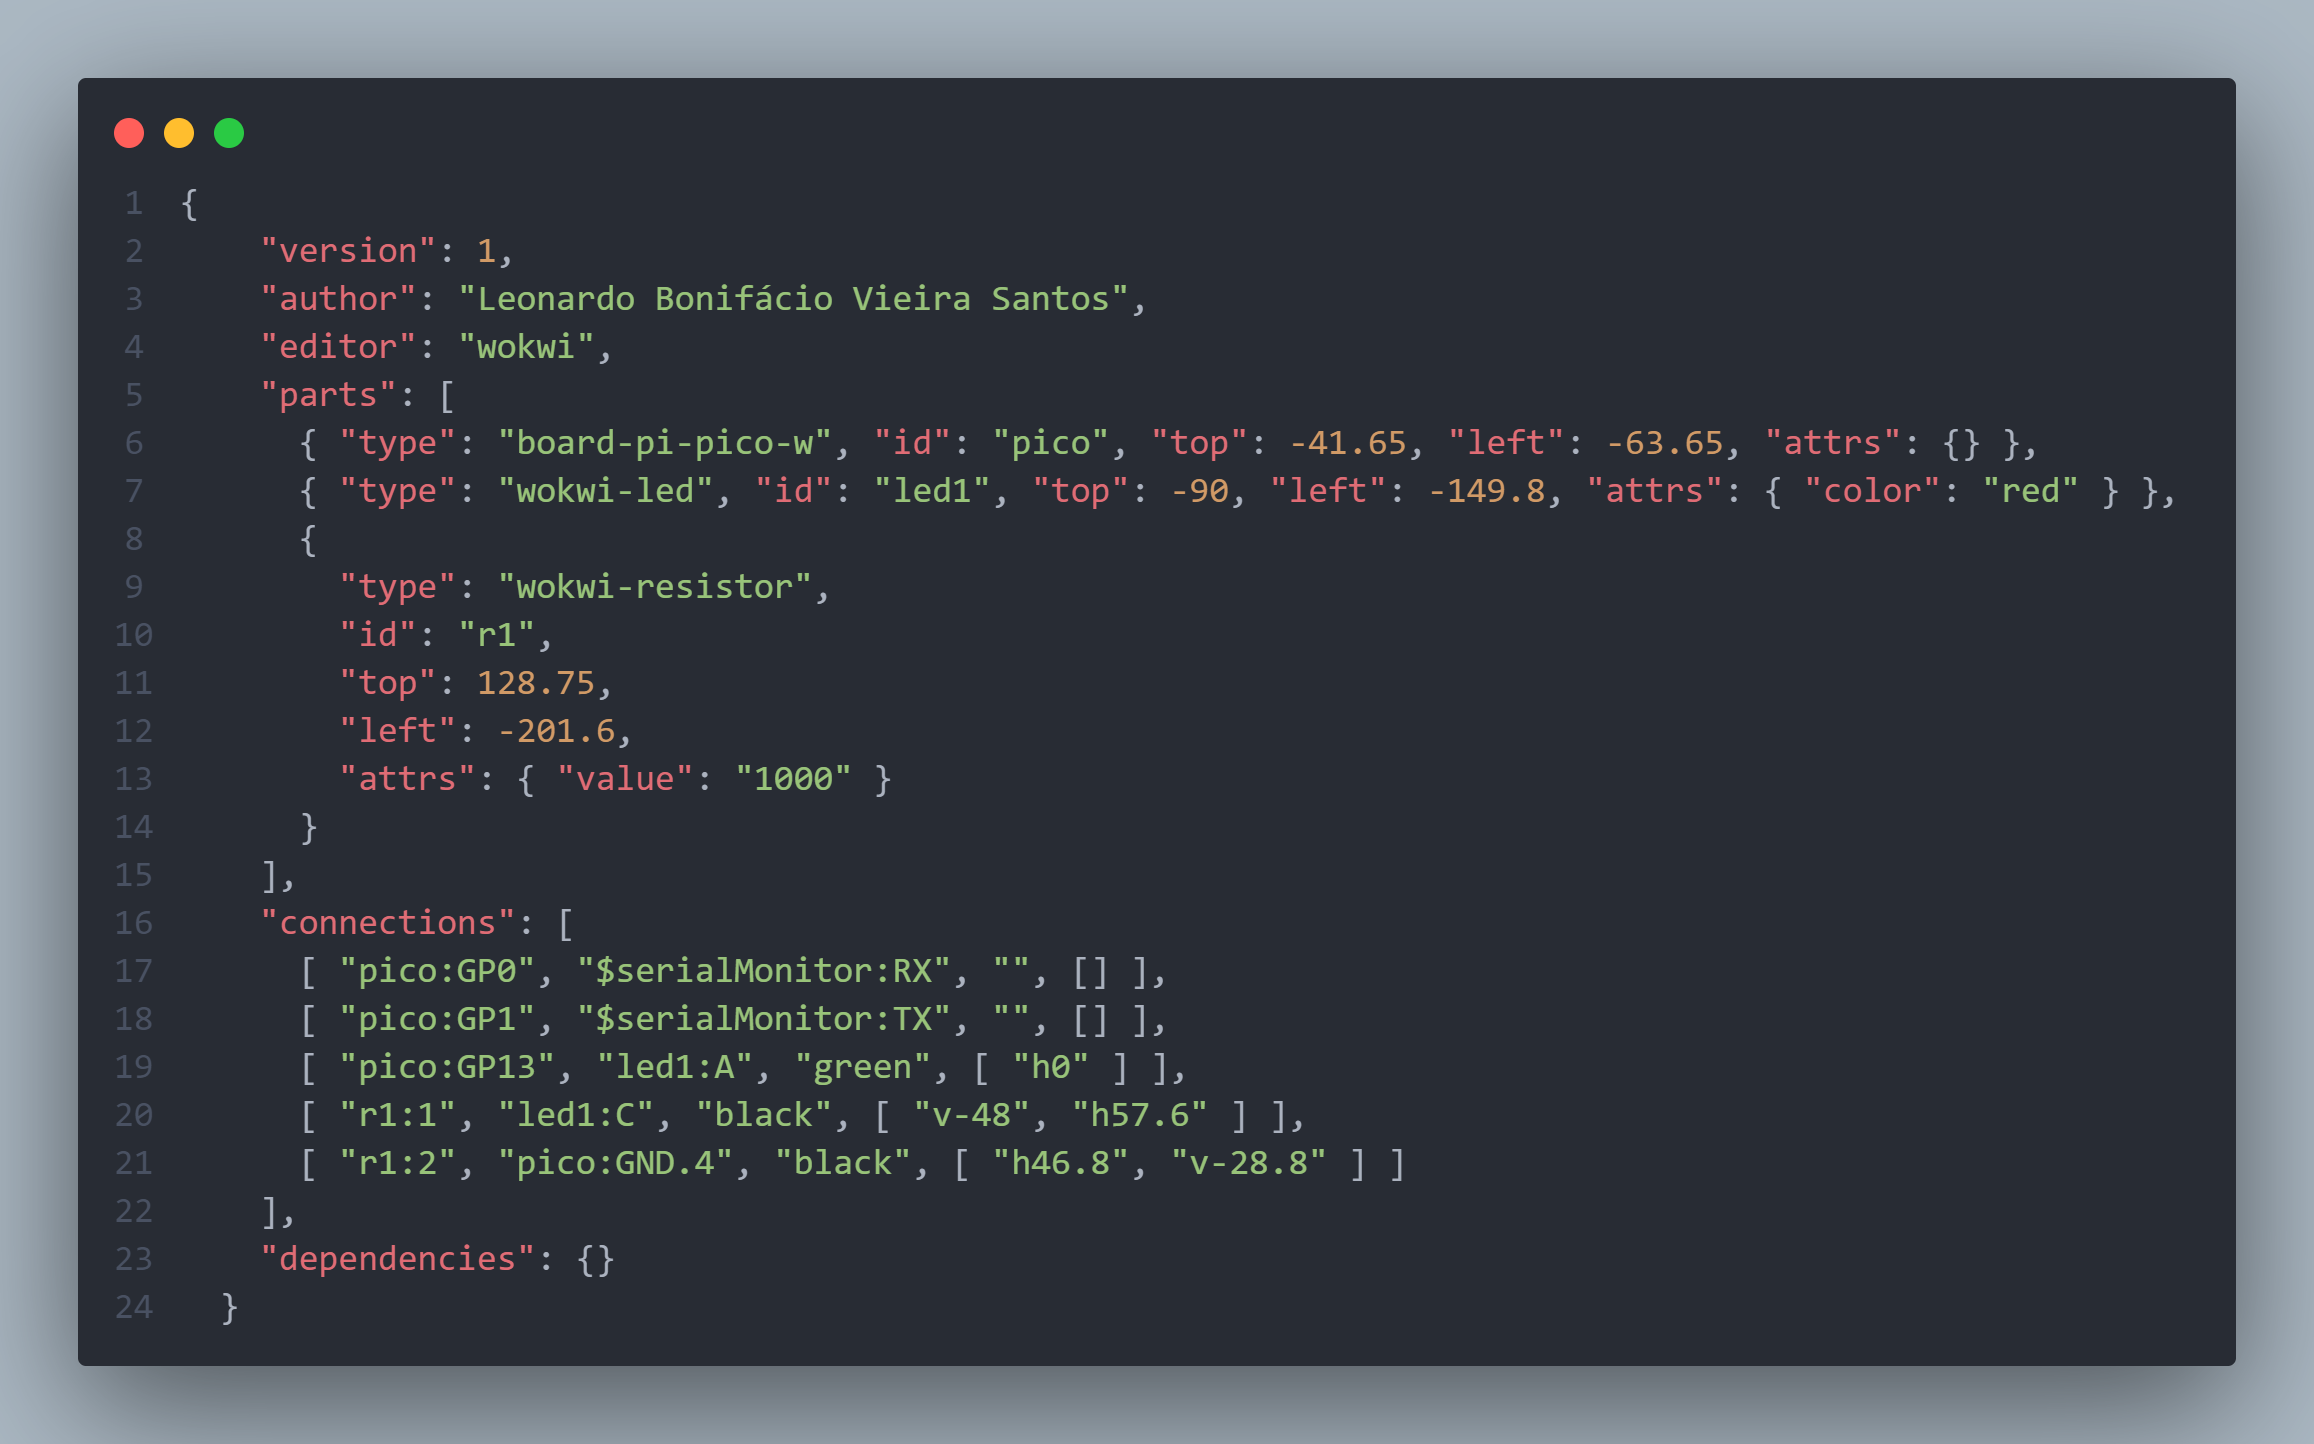 1 {
2     "version": 1,
3     "author": "Leonardo Bonifácio Vieira Santos",
4     "editor": "wokwi",
5     "parts": [
6       { "type": "board-pi-pico-w", "id": "pico", "top": -41.65, "left": -63.65, "attrs": {} },
7       { "type": "wokwi-led", "id": "led1", "top": -90, "left": -149.8, "attrs": { "color": "red" } },
8       {
9         "type": "wokwi-resistor",
10         "id": "r1",
11         "top": 128.75,
12         "left": -201.6,
13         "attrs": { "value": "1000" }
14       }
15     ],
16     "connections": [
17       [ "pico:GP0", "$serialMonitor:RX", "", [] ],
18       [ "pico:GP1", "$serialMonitor:TX", "", [] ],
19       [ "pico:GP13", "led1:A", "green", [ "h0" ] ],
20       [ "r1:1", "led1:C", "black", [ "v-48", "h57.6" ] ],
21       [ "r1:2", "pico:GND.4", "black", [ "h46.8", "v-28.8" ] ]
22     ],
23     "dependencies": {}
24   }